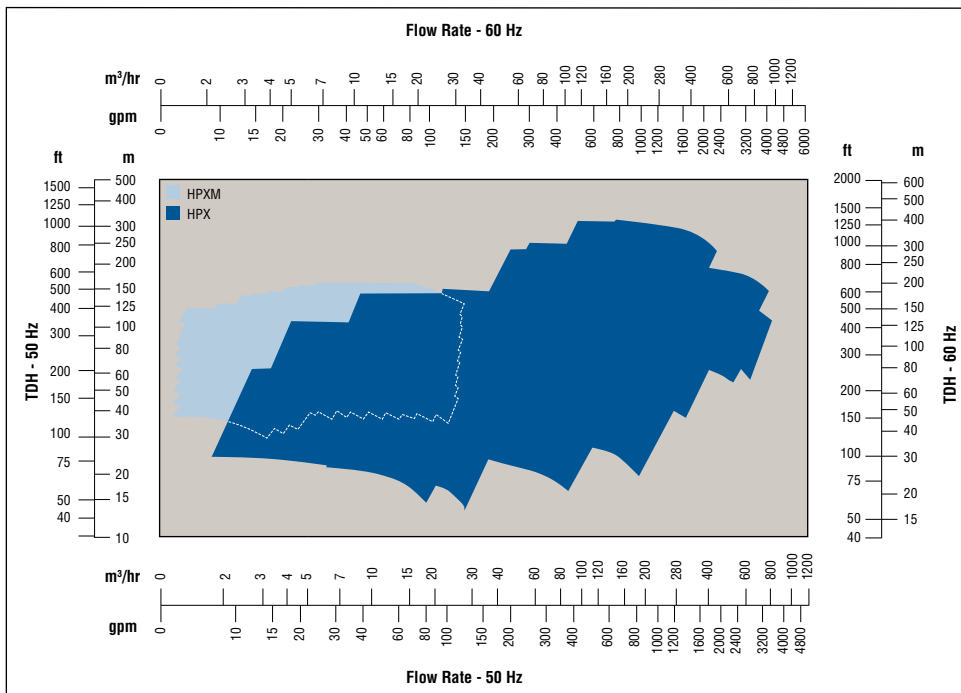 Flow Rate - 60 Hz
m³/hr
0 2 3 4 5 7 10 15 20 30 40 60 80 100 120 160 200 280 400 600 800 1000 1200
gpm
0 10 15 20 30 40 50 60 80 100 150 200 300 400 600 800 1000 1200 1600 2000 2400 3200 4000 4800 6000
ft m
TDH - 50 Hz
1500 1250 1000 800 600 500 400 300 200 150 100 75 50 40
500 400 300 250 200 150 125 100 80 60 50 40 30 20 15 10
HPXM
HPX
ft m
2000 1500 1250 1000 800 600 500 400 300 200 150 100 75 50 40
600 500 400 300 250 200 150 125 100 80 60 50 40 30 20 15
TDH - 60 Hz
m³/hr
0 2 3 4 5 7 10 15 20 30 40 60 80 100 120 160 200 280 400 600 800 1000 1200
gpm
0 10 15 20 30 40 60 80 100 150 200 300 400 600 800 1000 1200 1600 2000 2400 3200 4000 4800
Flow Rate - 50 Hz